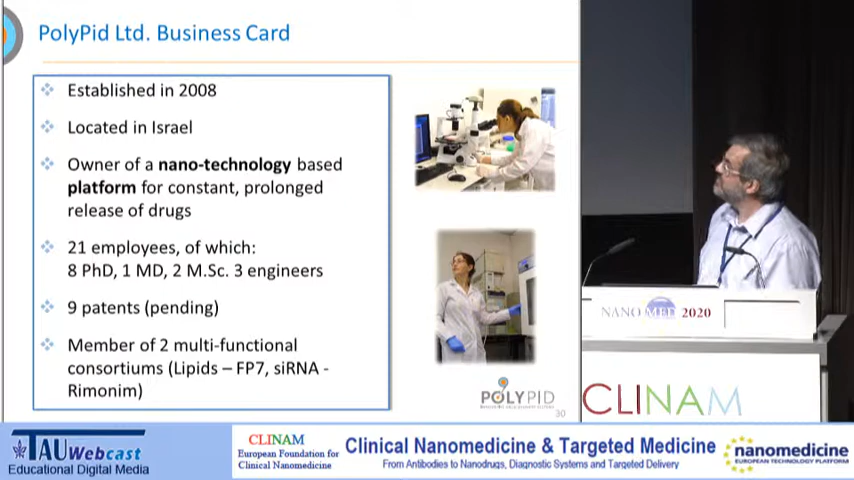 PolyPid Ltd. Business Card
Established in 2008
Located in Israel
Owner of a nano-technology based
platform for constant, prolonged
release of drugs
21 employees, of which:
8 PhD, 1 MD, 2 M.Sc. 3 engineers
9 patents (pending)
Member of 2 multi-functional
consortiums (Lipids – FP7, siRNA -
Rimonim)
POLYPID
30
NANO MED 2020
CLINAM
TAU Webcast
Educational Digital Media
CLINAM
European Foundation for
Clinical Nanomedicine
Clinical Nanomedicine & Targeted Medicine
From Antibodies to Nanodrugs, Diagnostic Systems and Targeted Delivery
nanomedicine
EUROPEAN TECHNOLOGY PLATFORM